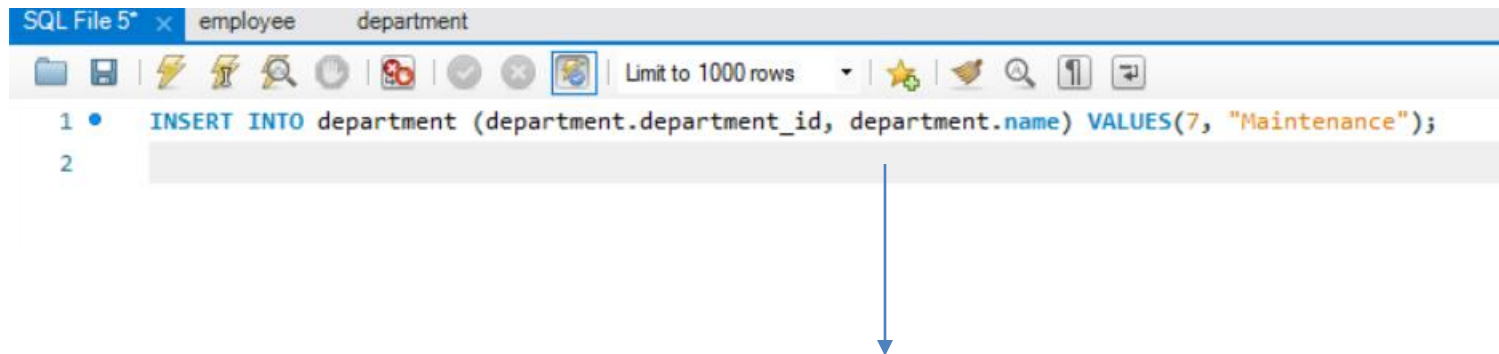 SQL File 5* employee department
Limit to 1000 rows
1 INSERT INTO department (department.department_id, department.name) VALUES(7, "Maintenance");
2